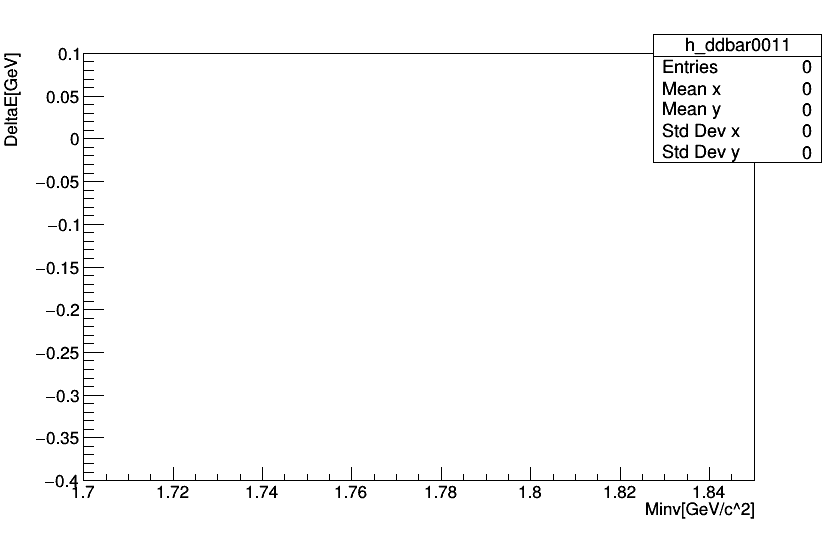 h_ddbar0011
Entries 0
Mean x 0
Mean y 0
Std Dev x 0
Std Dev y 0
DeltaE[GeV]
0.1
0.05
0
−0.05
−0.1
−0.15
−0.2
−0.25
−0.3
−0.35
−0.4
1.7 1.72 1.74 1.76 1.78 1.8 1.82 1.84
Minv[GeV/c^2]